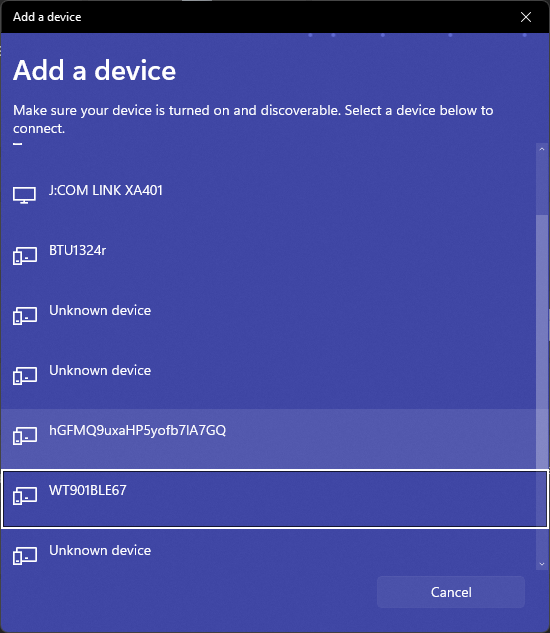 Add a device
Add a device
Make sure your device is turned on and discoverable. Select a device below to
connect.
J:COM LINK XA401
BTU1324r
Unknown device
Unknown device
hGFMQ9uxaHP5yofb7IA7GQ
WT901BLE67
Unknown device
Cancel